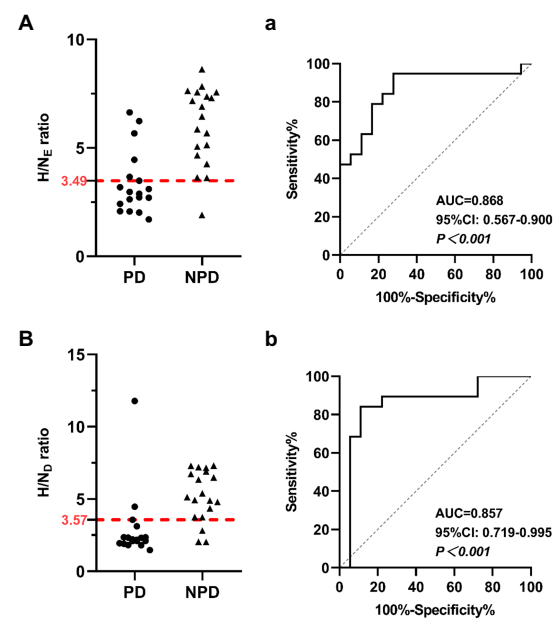 A
10
5
3.49
0
H/NE ratio
PD
NPD
a
100
80
60
40
20
0
Sensitivity%
AUC=0.868
95%CI: 0.567-0.900
P＜0.001
0
20
40
60
80
100
100%-Specificity%
B
15
10
5
3.57
0
H/ND ratio
PD
NPD
b
100
80
60
40
20
0
Sensitivity%
AUC=0.857
95%CI: 0.719-0.995
P＜0.001
0
20
40
60
80
100
100%-Specificity%